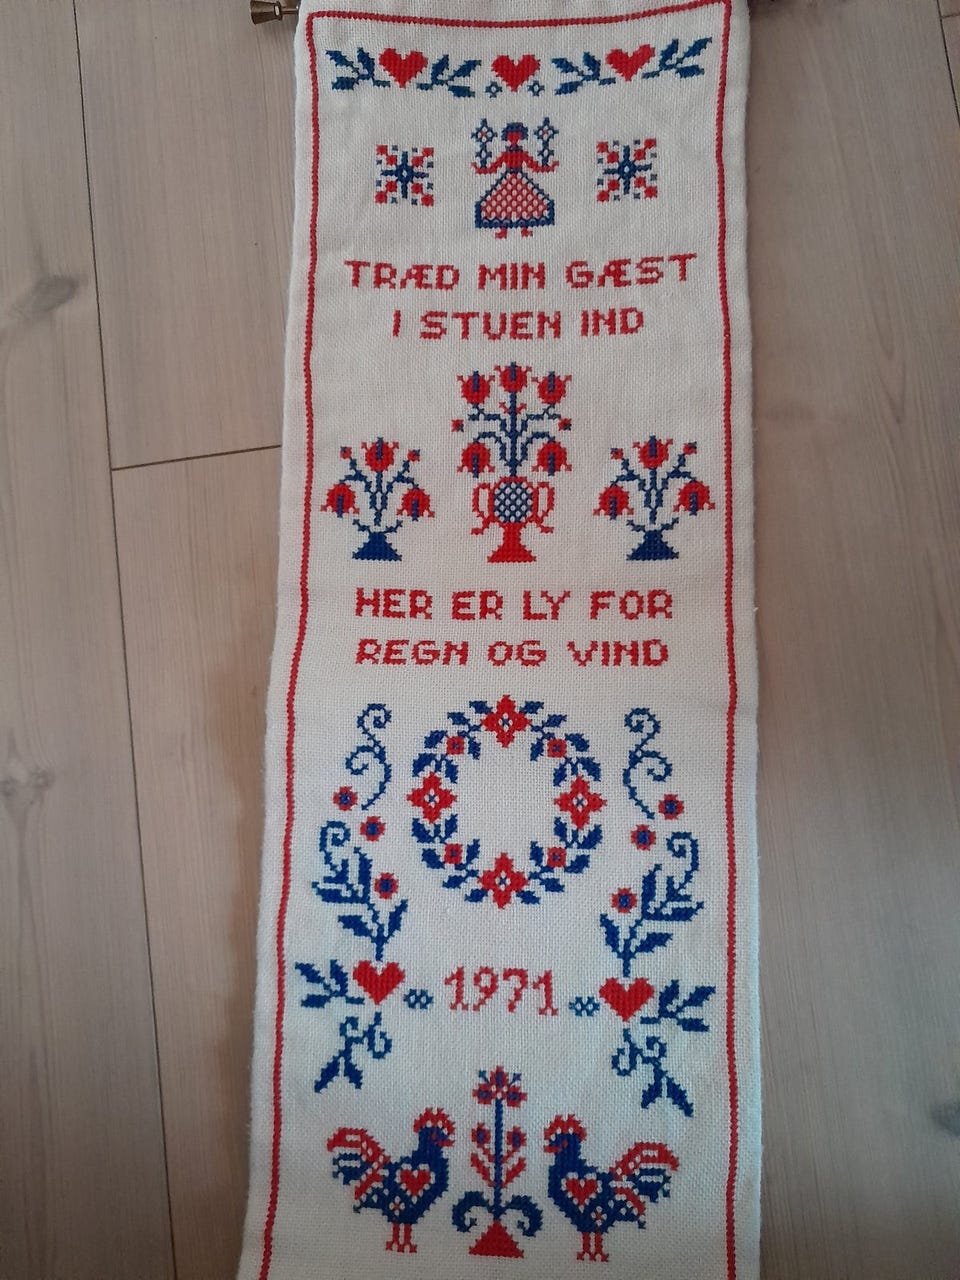 TRÆD MIN GÆST
I STUEN IND
HER ER LY FOR
REGN OG VIND
1971